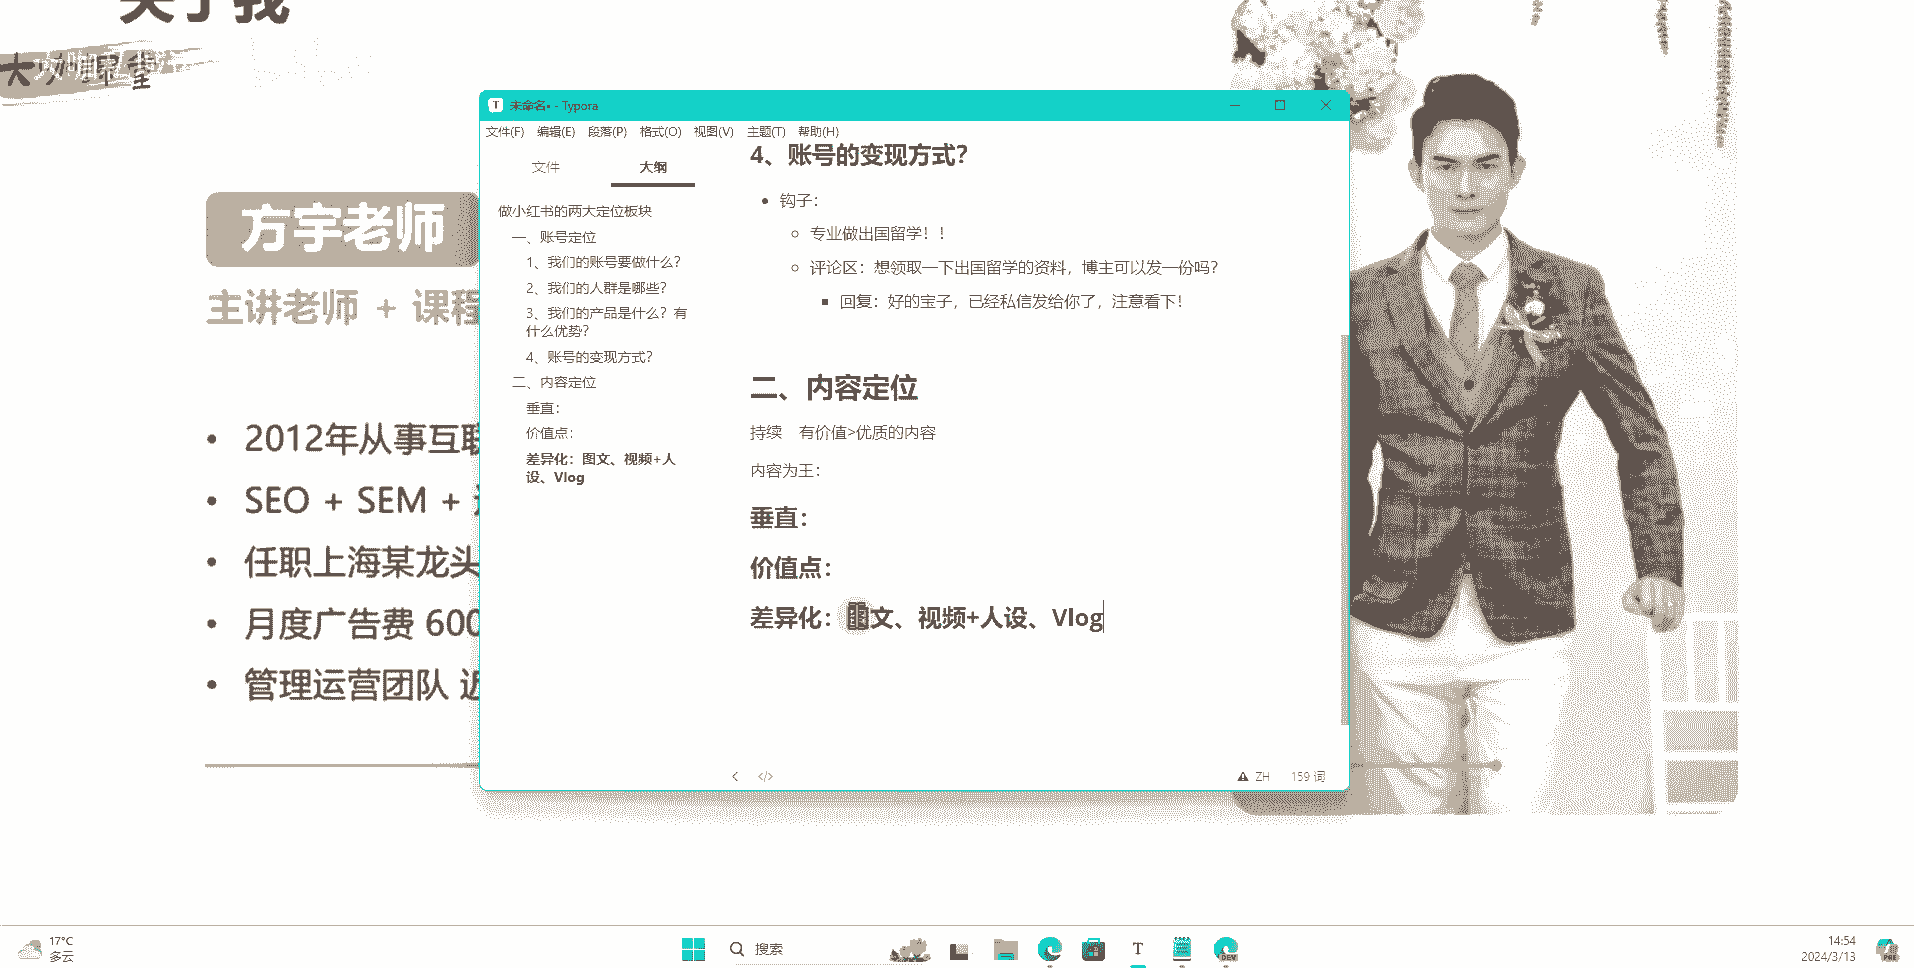 关于我
大咖课堂
方宇老师
主讲老师 + 课程
2012年从事互联
SEO + SEM +
任职上海某龙头
月度广告费 600
管理运营团队 近
未命名• - Typora
文件(F) 编辑(E) 段落(P) 格式(O) 视图(V) 主题(T) 帮助(H)
文件 大纲
做小红书的两大定位板块
一、账号定位
1、我们的账号要做什么？
2、我们的人群是哪些？
3、我们的产品是什么？有
什么优势？
4、账号的变现方式？
二、内容定位
垂直：
价值点：
差异化：图文、视频+人
设、Vlog
4、账号的变现方式？
钩子：
专业做出国留学！！
评论区：想领取一下出国留学的资料，博主可以发一份吗？
回复：好的宝子，已经私信发给你了，注意看下！
二、内容定位
持续 有价值>优质的内容
内容为王：
垂直：
价值点：
差异化：图文、视频+人设、Vlog
ZH 159 词
17°C
多云
搜索
DEV
14:54
2024/3/13
PRE